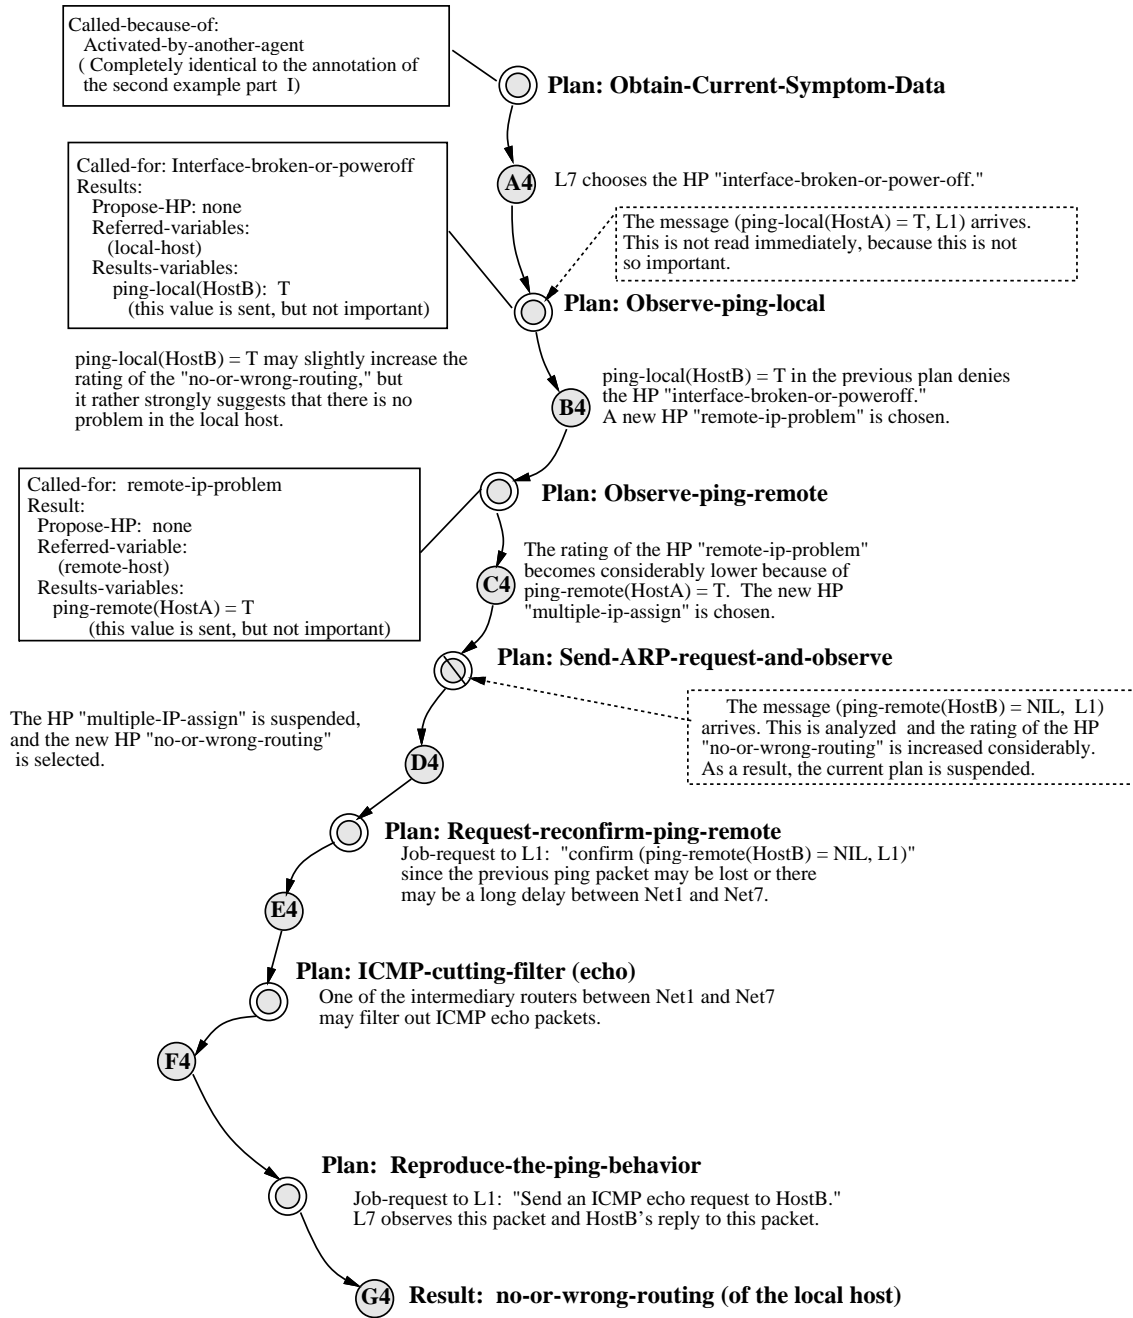 Called-because-of:
Activated-by-another-agent
( Completely identical to the annotation of
the second example part I)
Plan: Obtain-Current-Symptom-Data
A4
L7 chooses the HP "interface-broken-or-power-off."
Called-for: Interface-broken-or-poweroff
Results:
Propose-HP: none
Referred-variables:
(local-host)
Results-variables:
ping-local(HostB): T
(this value is sent, but not important)
The message (ping-local(HostA) = T, L1) arrives.
This is not read immediately, because this is not
so important.
Plan: Observe-ping-local
ping-local(HostB) = T may slightly increase the
rating of the "no-or-wrong-routing," but
it rather strongly suggests that there is no
problem in the local host.
ping-local(HostB) = T in the previous plan denies
the HP "interface-broken-or-poweroff."
A new HP "remote-ip-problem" is chosen.
B4
Called-for: remote-ip-problem
Result:
Propose-HP: none
Referred-variable:
(remote-host)
Results-variables:
ping-remote(HostA) = T
(this value is sent, but not important)
Plan: Observe-ping-remote
The rating of the HP "remote-ip-problem"
becomes considerably lower because of
ping-remote(HostA) = T. The new HP
"multiple-ip-assign" is chosen.
C4
Plan: Send-ARP-request-and-observe
The message (ping-remote(HostB) = NIL, L1)
arrives. This is analyzed and the rating of the HP
"no-or-wrong-routing" is increased considerably.
As a result, the current plan is suspended.
The HP "multiple-IP-assign" is suspended,
and the new HP "no-or-wrong-routing"
is selected.
D4
Plan: Request-reconfirm-ping-remote
Job-request to L1: "confirm (ping-remote(HostB) = NIL, L1)"
since the previous ping packet may be lost or there
may be a long delay between Net1 and Net7.
E4
Plan: ICMP-cutting-filter (echo)
One of the intermediary routers between Net1 and Net7
may filter out ICMP echo packets.
F4
Plan: Reproduce-the-ping-behavior
Job-request to L1: "Send an ICMP echo request to HostB."
L7 observes this packet and HostB's reply to this packet.
G4
Result: no-or-wrong-routing (of the local host)